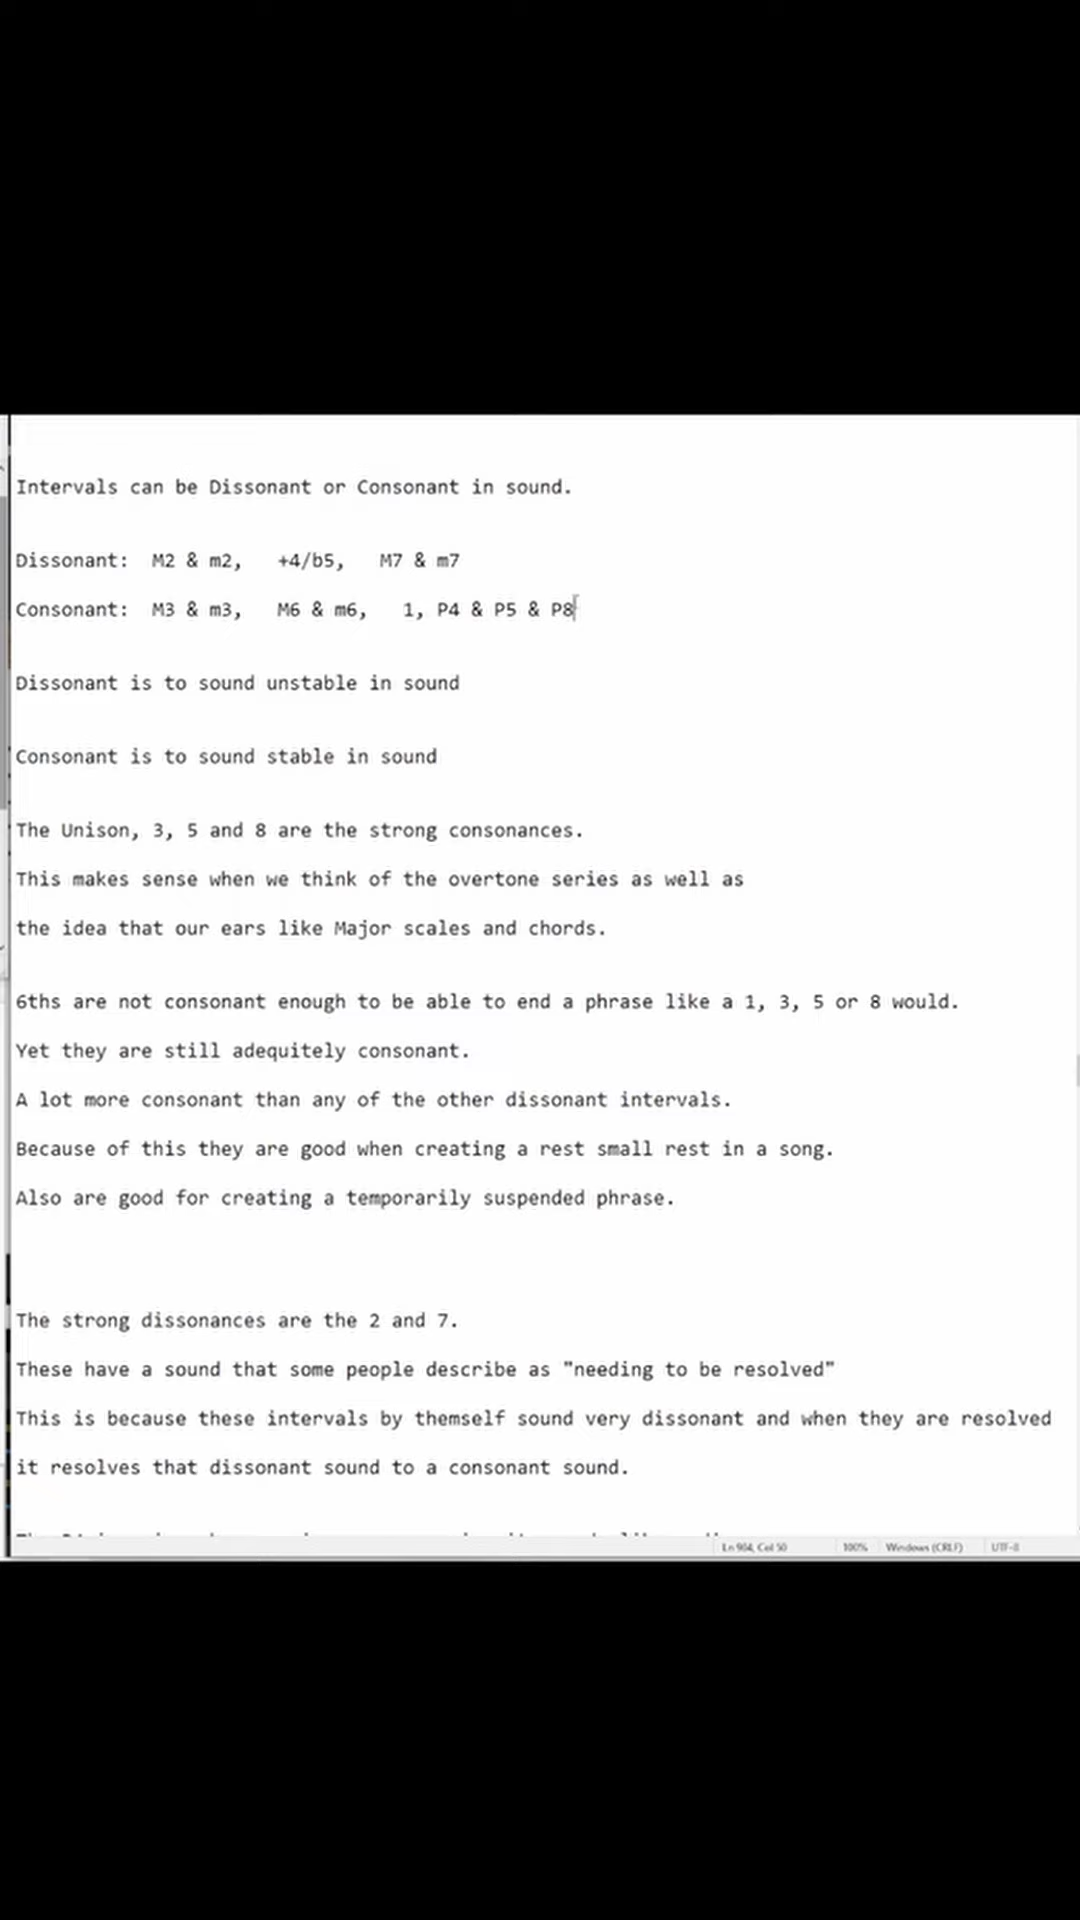 Intervals can be Dissonant or Consonant in sound.
Dissonant:  M2 & m2,   +4/b5,   M7 & m7
Consonant:  M3 & m3,   M6 & m6,   1, P4 & P5 & P8
Dissonant is to sound unstable in sound
Consonant is to sound stable in sound
The Unison, 3, 5 and 8 are the strong consonances.
This makes sense when we think of the overtone series as well as
the idea that our ears like Major scales and chords.
6ths are not consonant enough to be able to end a phrase like a 1, 3, 5 or 8 would.
Yet they are still adequitely consonant.
A lot more consonant than any of the other dissonant intervals.
Because of this they are good when creating a rest small rest in a song.
Also are good for creating a temporarily suspended phrase.
The strong dissonances are the 2 and 7.
These have a sound that some people describe as "needing to be resolved"
This is because these intervals by themself sound very dissonant and when they are resolved
it resolves that dissonant sound to a consonant sound.
Ln 904, Col 50 100% Windows (CRLF) UTF-8